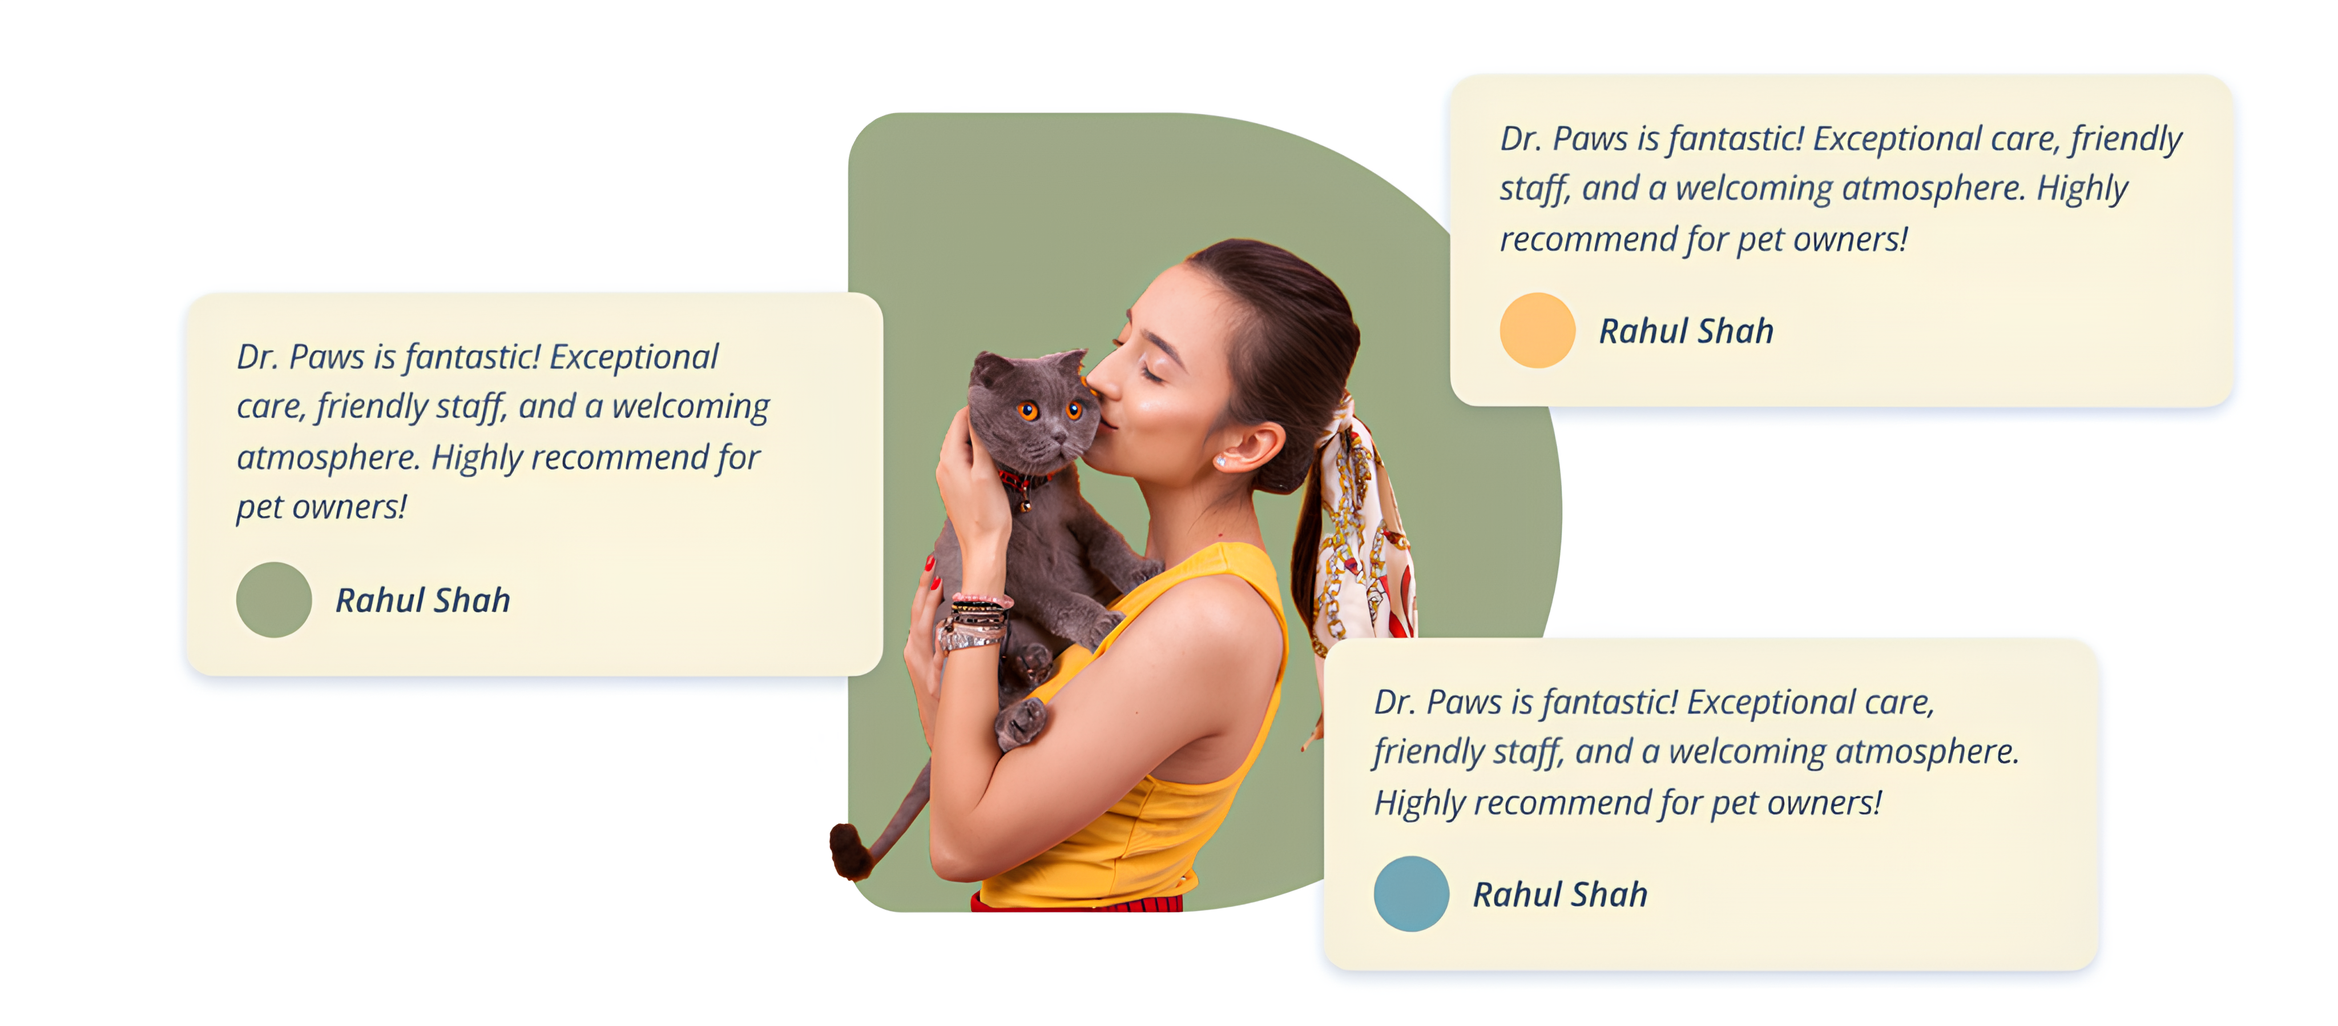 Dr. Paws is fantastic! Exceptional care, friendly
staff, and a welcoming atmosphere. Highly
recommend for pet owners!
Rahul Shah
Dr. Paws is fantastic! Exceptional
care, friendly staff, and a welcoming
atmosphere. Highly recommend for
pet owners!
Rahul Shah
Dr. Paws is fantastic! Exceptional care,
friendly staff, and a welcoming atmosphere.
Highly recommend for pet owners!
Rahul Shah